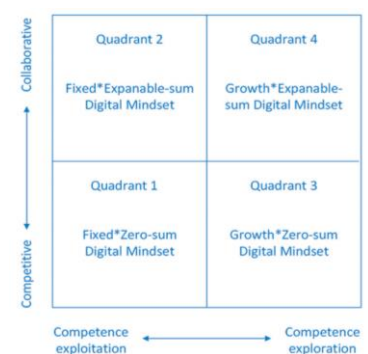 Collaborative
Competitive
Quadrant 2
Fixed*Expanable-sum
Digital Mindset
Quadrant 4
Growth*Expanable-
sum Digital Mindset
Quadrant 1
Fixed*Zero-sum
Digital Mindset
Quadrant 3
Growth*Zero-sum
Digital Mindset
Competence
exploitation
Competence
exploration